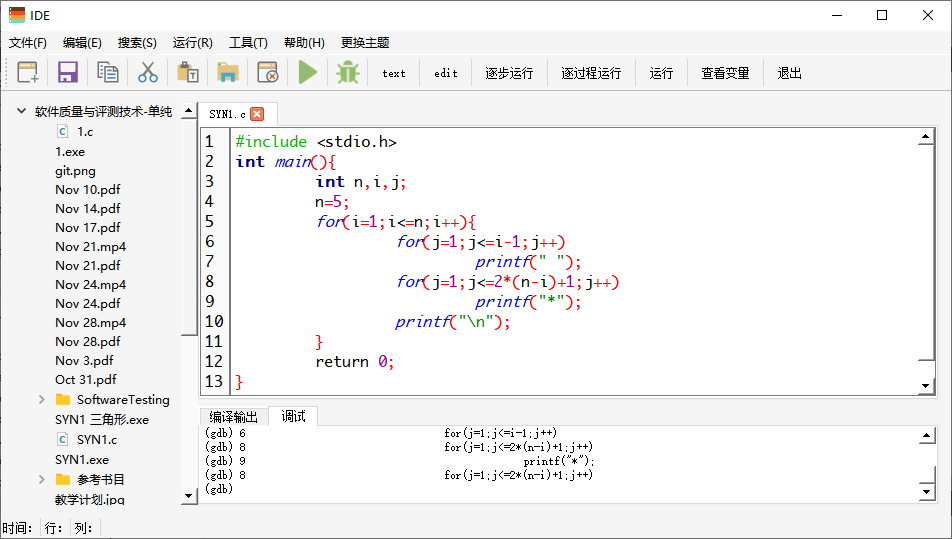 IDE
文件(F) 编辑(E) 搜索(S) 运行(R) 工具(T) 帮助(H) 更换主题
text edit 逐步运行 逐过程运行 运行 查看变量 退出
软件质量与评测技术-单纯
1.c
1.exe
git.png
Nov 10.pdf
Nov 14.pdf
Nov 17.pdf
Nov 21.mp4
Nov 21.pdf
Nov 24.mp4
Nov 24.pdf
Nov 28.mp4
Nov 28.pdf
Nov 3.pdf
Oct 31.pdf
SoftwareTesting
SYN1 三角形.exe
SYN1.c
SYN1.exe
参考书目
教学计划.jpg
SYN1.c
1 #include <stdio.h>
2 int main(){
3 int n,i,j;
4 n=5;
5 for(i=1;i<=n;i++){
6 for(j=1;j<=i-1;j++)
7 printf(" ");
8 for(j=1;j<=2*(n-i)+1;j++)
9 printf("*");
10 printf("\n");
11 }
12 return 0;
13 }
编译输出 调试
(gdb) 6 for(j=1;j<=i-1;j++)
(gdb) 8 for(j=1;j<=2*(n-i)+1;j++)
(gdb) 9 printf("*");
(gdb) 8 for(j=1;j<=2*(n-i)+1;j++)
(gdb)
时间: 行: 列: